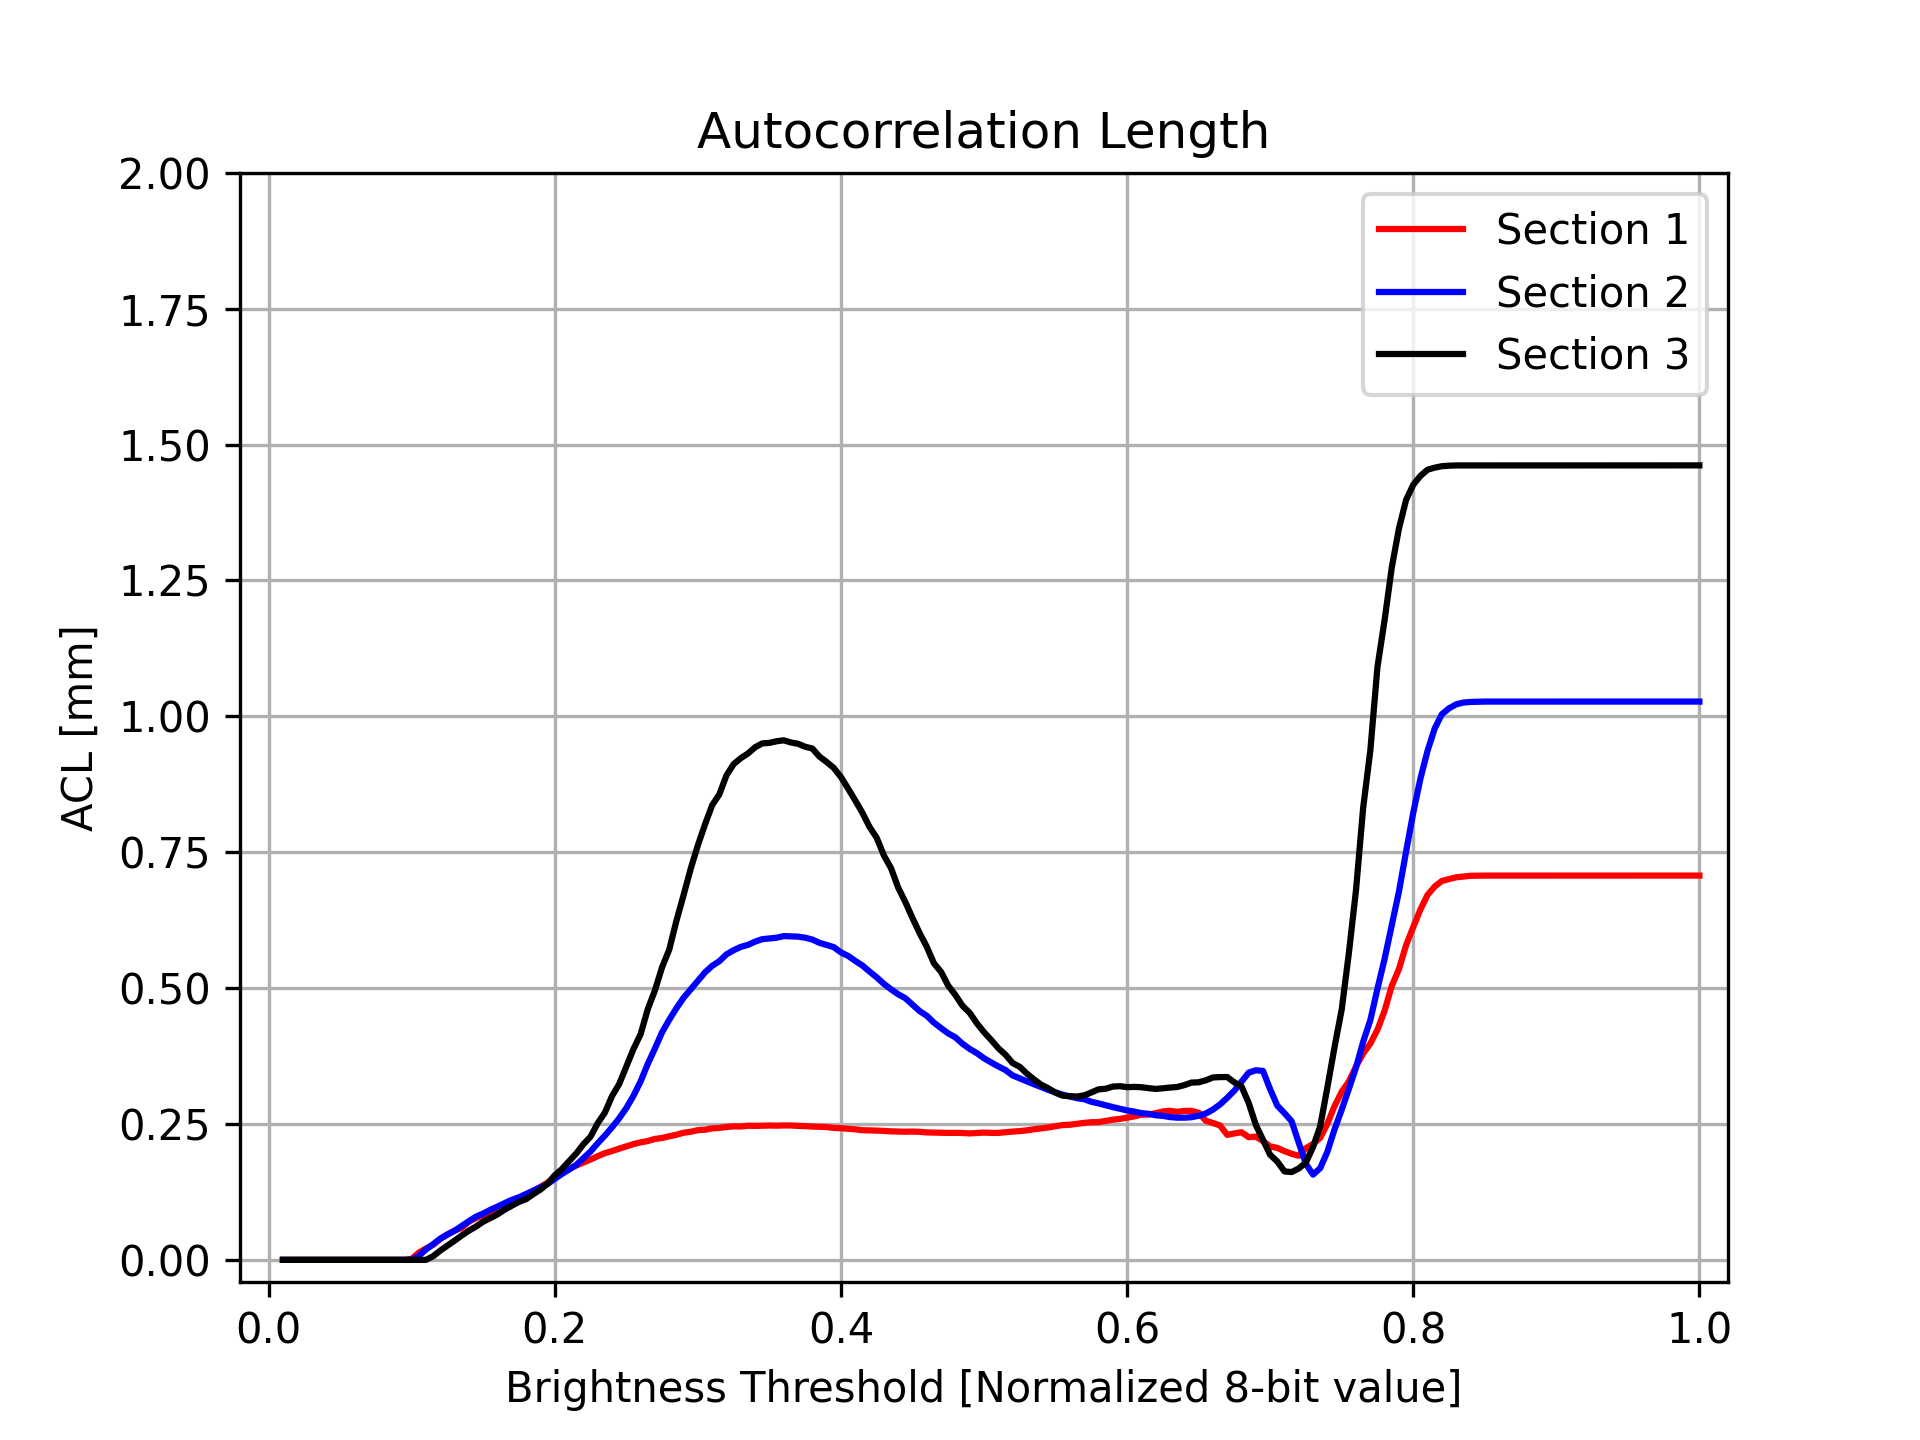 Autocorrelation Length
2.00
1.75
1.50
1.25
1.00
0.75
0.50
0.25
0.00
ACL [mm]
Section 1
Section 2
Section 3
0.0 0.2 0.4 0.6 0.8 1.0
Brightness Threshold [Normalized 8-bit value]